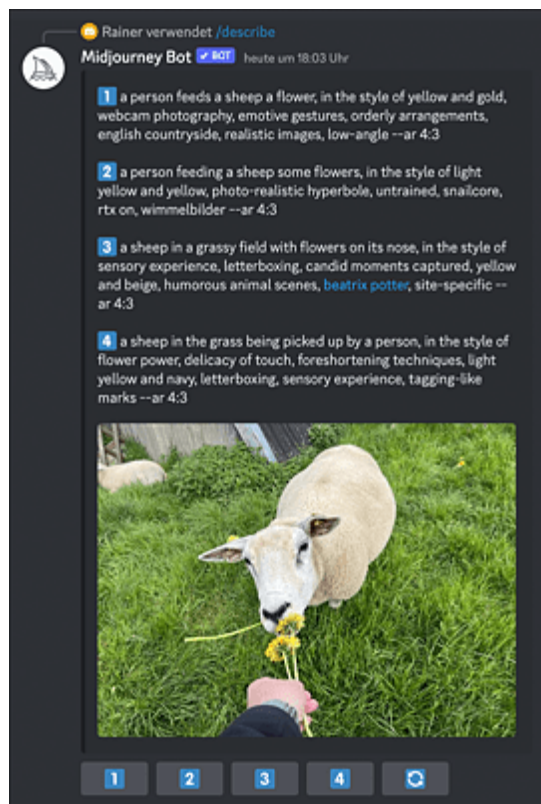 Rainer verwendet /describe
Midjourney Bot ✓ BOT heute um 18:03 Uhr
1 a person feeds a sheep a flower, in the style of yellow and gold,
webcam photography, emotive gestures, orderly arrangements,
english countryside, realistic images, low-angle --ar 4:3
2 a person feeding a sheep some flowers, in the style of light
yellow and yellow, photo-realistic hyperbole, untrained, snailcore,
rtx on, wimmelbilder --ar 4:3
3 a sheep in a grassy field with flowers on its nose, in the style of
sensory experience, letterboxing, candid moments captured, yellow
and beige, humorous animal scenes, beatrix potter, site-specific --
ar 4:3
4 a sheep in the grass being picked up by a person, in the style of
flower power, delicacy of touch, foreshortening techniques, light
yellow and navy, letterboxing, sensory experience, tagging-like
marks --ar 4:3
1 2 3 4